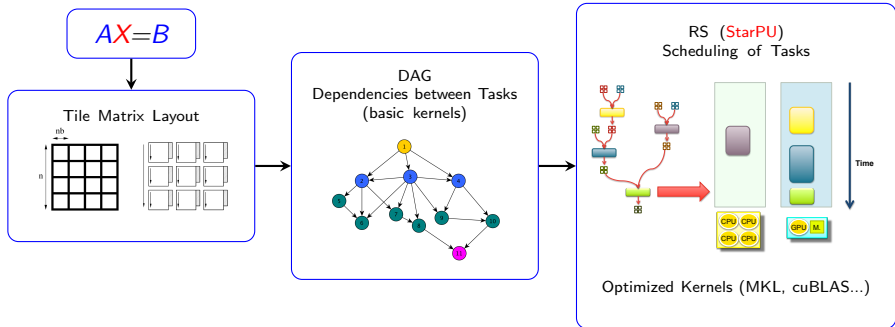 AX=B
Tile Matrix Layout
nb
n
DAG
Dependencies between Tasks
(basic kernels)
1
2
3
4
5
6
7
8
9
10
11
RS (StarPU)
Scheduling of Tasks
Time
CPU CPU
CPU CPU
GPU M.
Optimized Kernels (MKL, cuBLAS...)